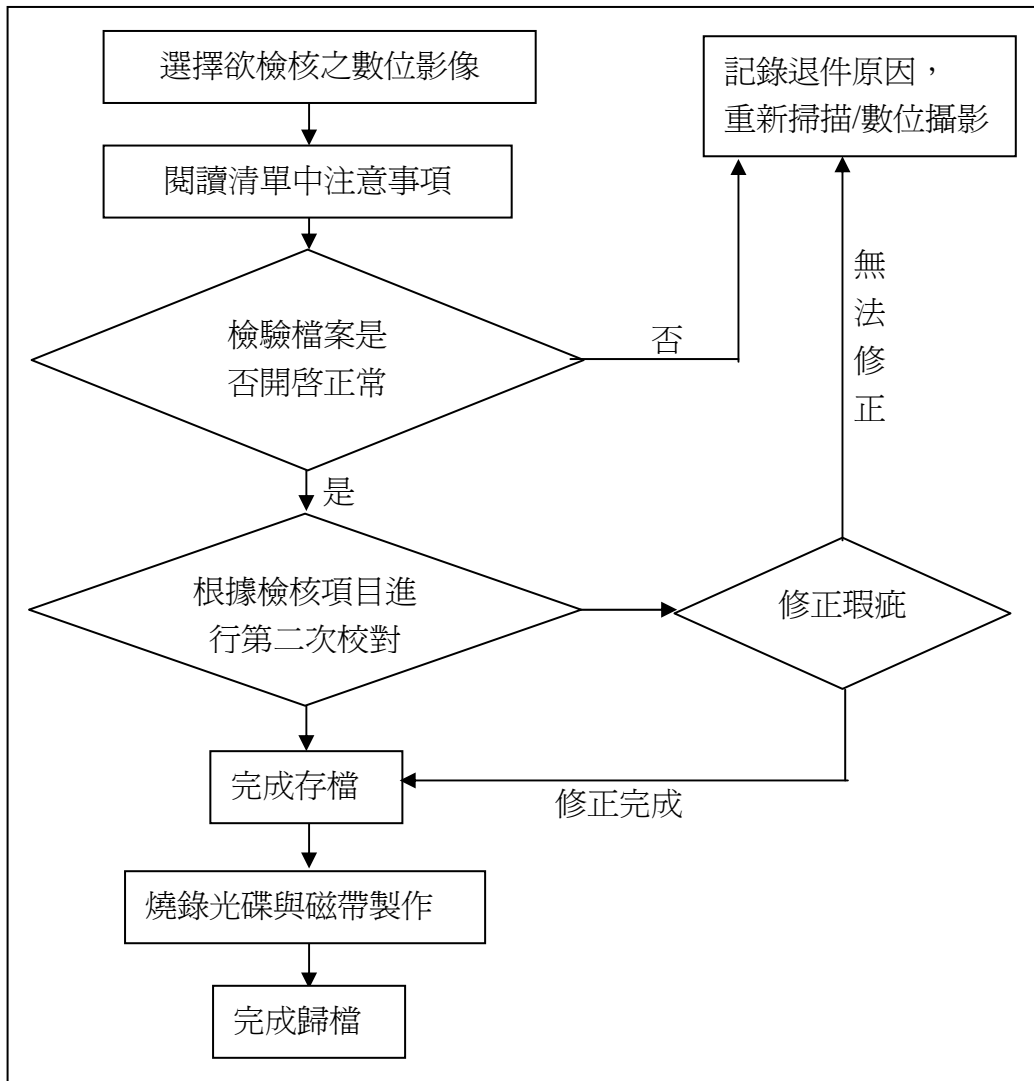 選擇欲檢核之數位影像
記錄退件原因，
重新掃描/數位攝影
閱讀清單中注意事項
無法修正
檢驗檔案是
否開啟正常
否
是
根據檢核項目進
行第二次校對
修正瑕疵
完成存檔
修正完成
燒錄光碟與磁帶製作
完成歸檔